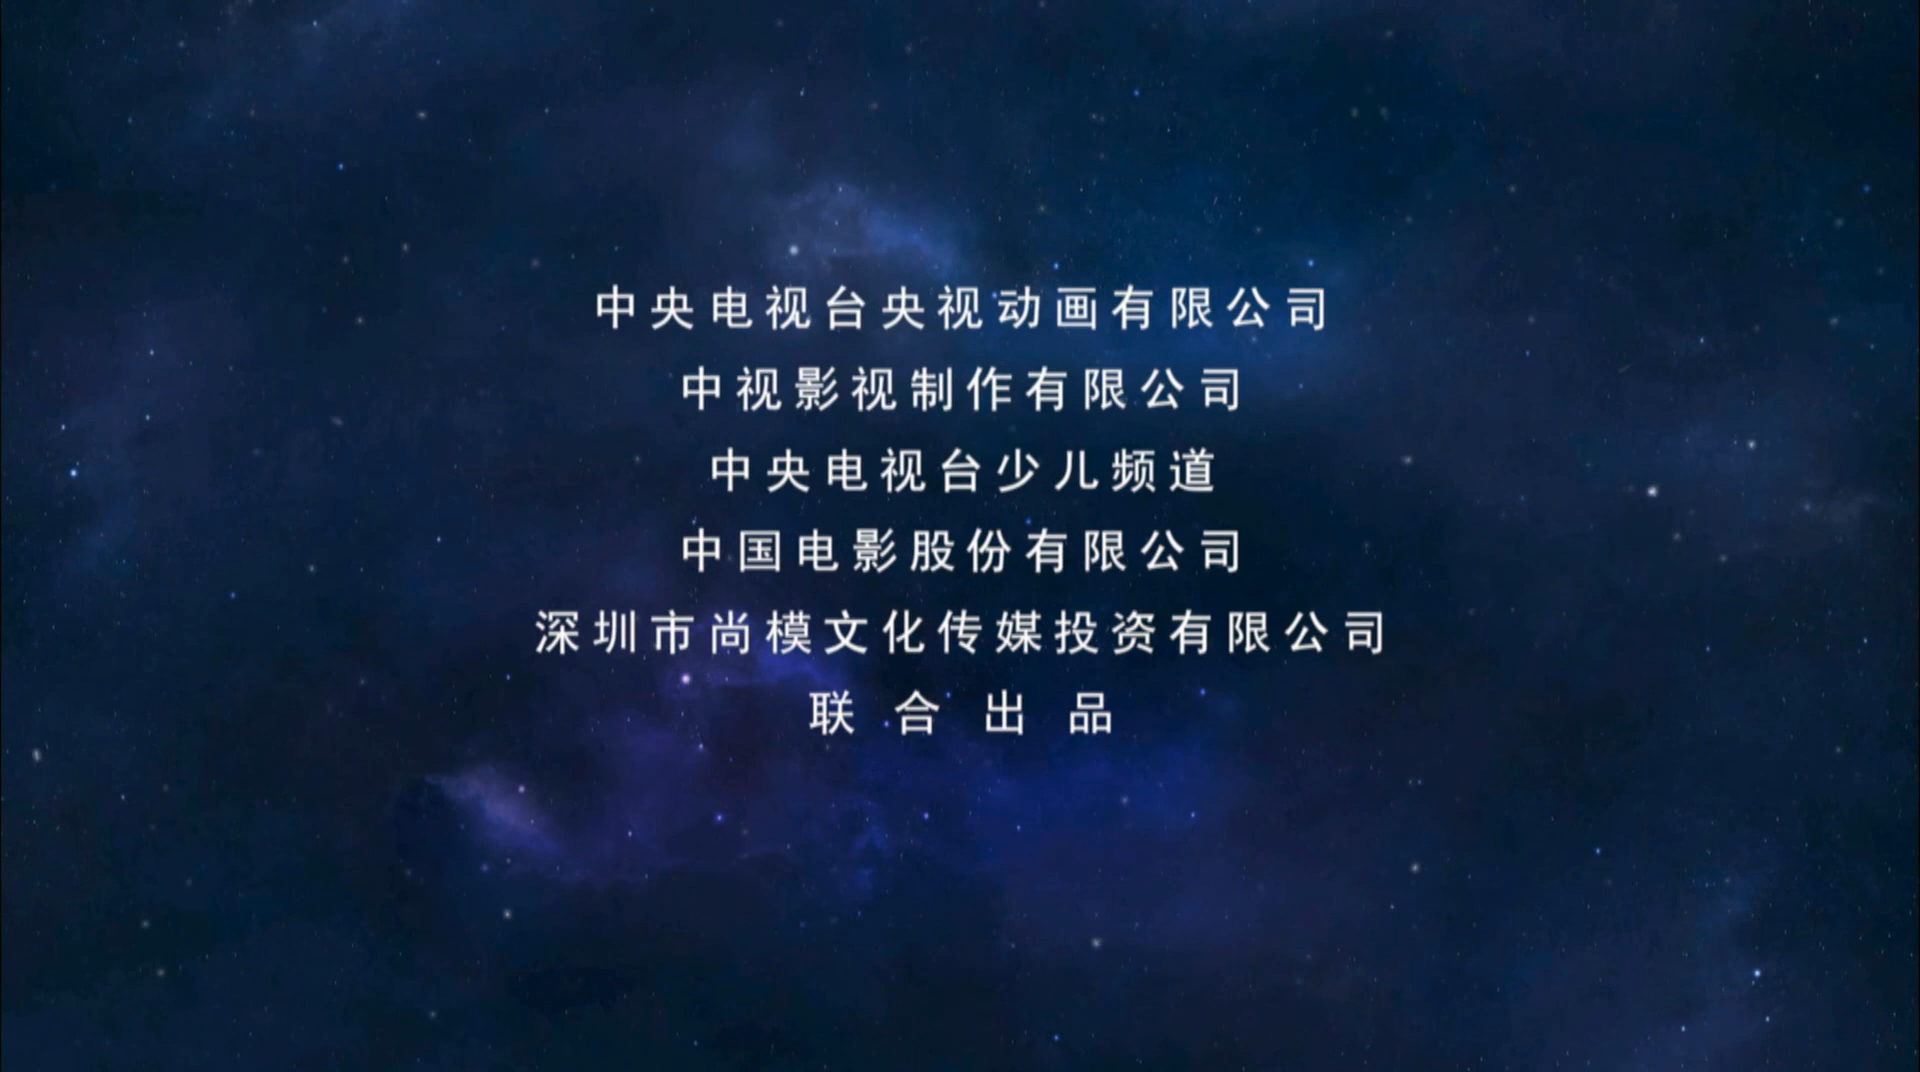 中央电视台央视动画有限公司
中视影视制作有限公司
中央电视台少儿频道
中国电影股份有限公司
深圳市尚模文化传媒投资有限公司
联合出品